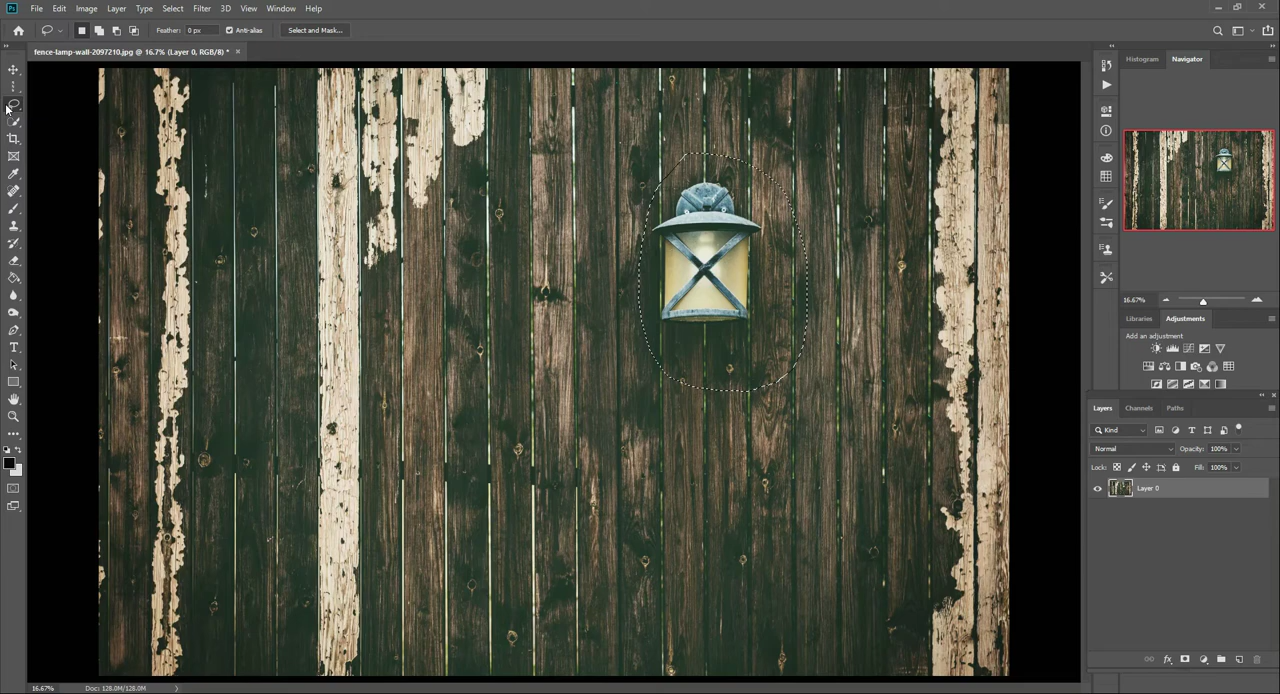 Ps File Edit Image Layer Type Select Filter 3D View Window Help
Feather: 0 px Anti-alias Select and Mask...
fence-lamp-wall-2097210.jpg @ 16.7% (Layer 0, RGB/8) * ×
Histogram Navigator
16.67%
Libraries Adjustments
Add an adjustment
Layers Channels Paths
Kind
Normal Opacity: 100%
Lock: Fill: 100%
Layer 0
16.67% Doc: 128.0M/128.0M